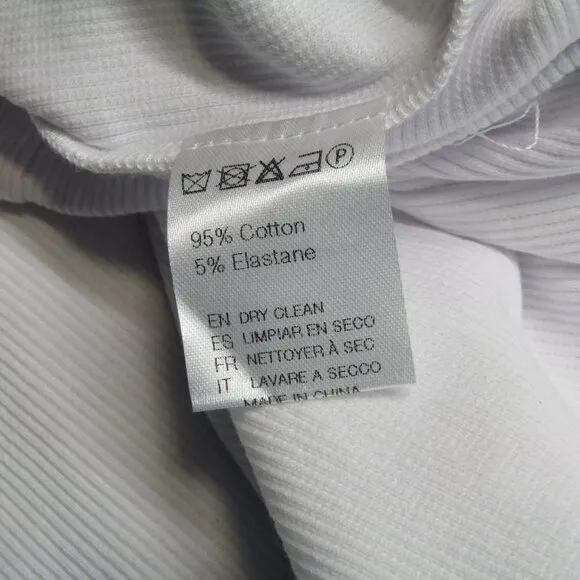 P
95% Cotton
5% Elastane
EN DRY CLEAN
ES LIMPIAR EN SECO
FR NETTOYER À SEC
IT LAVARE A SECCO
MADE IN CHINA